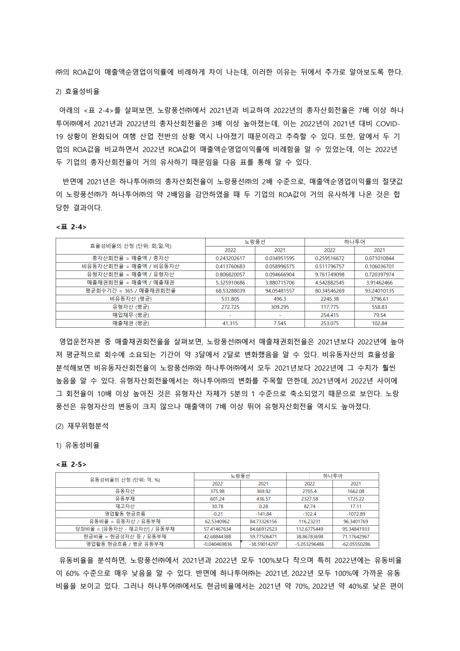 ㈜의 ROA값이 매출액순영업이익률에 비례하게 차이 나는데, 이러한 이유는 뒤에서 추가로 알아보도록 한다.
2) 효율성비율
아래의 <표 2-4>를 살펴보면, 노랑풍선㈜에서 2021년과 비교하여 2022년의 총자산회전율은 7배 이상 하나
투어㈜에서 2021년과 2022년의 총자산회전율은 3배 이상 높아졌는데, 이는 2022년이 2021년 대비 COVID-
19 상황이 완화되어 여행 산업 전반의 상황 역시 나아졌기 때문이라고 추측할 수 있다. 또한, 앞에서 두 기
업의 ROA값을 비교하면서 2022년 ROA값이 매출액순영업이익률에 비례함을 알 수 있었는데, 이는 2022년
두 기업의 총자산회전율이 거의 유사하기 때문임을 다음 표를 통해 알 수 있다.
반면에 2021년은 하나투어㈜의 총자산회전율이 노랑풍선㈜의 2배 수준으로, 매출액순영업이익률의 절댓값
이 노랑풍선㈜가 하나투어㈜의 약 2배임을 감안하였을 때 두 기업의 ROA값이 거의 유사하게 나온 것은 합
당한 결과이다.
<표 2-4>
효율성비율의 산정 (단위: 회,일,억) 노랑풍선 하나투어
2022 2021 2022 2021
총자산회전율 = 매출액 / 총자산 0.243202617 0.034951595 0.259516672 0.071010844
비유동자산회전율 = 매출액 / 비유동자산 0.413760683 0.058996575 0.511796757 0.106036701
유형자산회전율 = 매출액 / 유형자산 0.806820057 0.094666904 9.761749098 0.720397974
매출채권회전율 = 매출액 / 매출채권 5.325910686 3.880715706 4.542882545 3.91462466
평균회수기간 = 365 / 매출채권회전율 68.53288039 94.05481557 80.34546269 93.24010135
비유동자산 (평균) 531.805 496.3 2245.38 3796.61
유형자산 (평균) 272.725 309.295 117.775 558.83
매입채무 (평균) - - 254.415 79.54
매출채권 (평균) 41.315 7.545 253.075 102.84
영업운전자본 중 매출채권회전율을 살펴보면, 노랑풍선㈜에서 매출채권회전율은 2021년보다 2022년에 높아
져 평균적으로 회수에 소요되는 기간이 약 3달에서 2달로 변화했음을 알 수 있다. 비유동자산의 효율성을
분석해보면 비유동자산회전율이 노랑풍선㈜와 하나투어㈜에서 모두 2021년보다 2022년에 그 수치가 훨씬
높음을 알 수 있다. 유형자산회전율에서는 하나투어㈜의 변화를 주목할 만한데, 2021년에서 2022년 사이에
그 회전율이 10배 이상 높아진 것은 유형자산 자체가 5분의 1 수준으로 축소되었기 때문으로 보인다. 노랑
풍선은 유형자산의 변동이 크지 않으나 매출액이 7배 이상 뛰어 유형자산회전율 역시도 높아졌다.
(2) 재무위험분석
1) 유동성비율
<표 2-5>
유동성비율의 산정 (단위: 억, %) 노랑풍선 하나투어
2022 2021 2022 2021
유동자산 375.98 369.92 2705.4 1662.08
유동부채 601.24 436.57 2327.58 1725.22
재고자산 30.78 0.28 82.74 17.11
영업활동 현금흐름 -0.21 -141.84 -102.4 -1072.89
유동비율 = 유동자산 / 유동부채 62.5340962 84.73326156 116.23231 96.3401769
당좌비율 = (유동자산 - 재고자산) / 유동부채 57.41467634 84.66912523 112.6775449 95.34841933
현금비율 = 현금성자산 등 / 유동부채 42.68844388 59.77506471 38.86783698 71.17642967
영업활동 현금흐름 / 평균 유동부채 -0.040469836 -38.59014297 -5.053296486 -62.05550286
유동비율을 분석하면, 노랑풍선㈜에서 2021년과 2022년 모두 100%보다 작으며 특히 2022년에는 유동비율
이 60% 수준으로 매우 낮음을 알 수 있다. 반면에 하나투어㈜는 2021년, 2022년 모두 100%에 가까운 유동
비율을 보이고 있다. 그러나 하나투어㈜에서도 현금비율에서는 2021년 약 70%, 2022년 약 40%로 낮은 편이